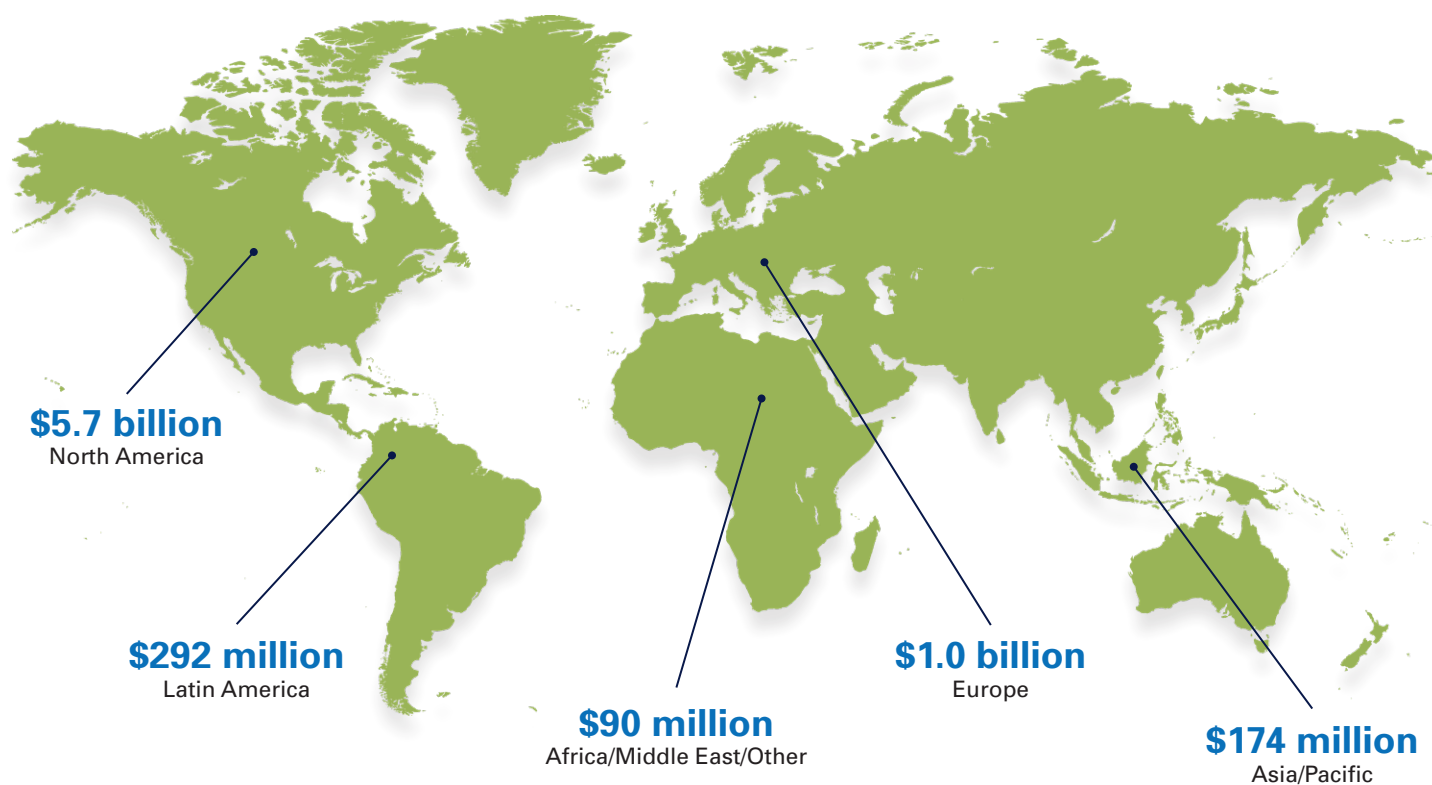 $5.7 billion
North America
$292 million
Latin America
$90 million
Africa/Middle East/Other
$1.0 billion
Europe
$174 million
Asia/Pacific